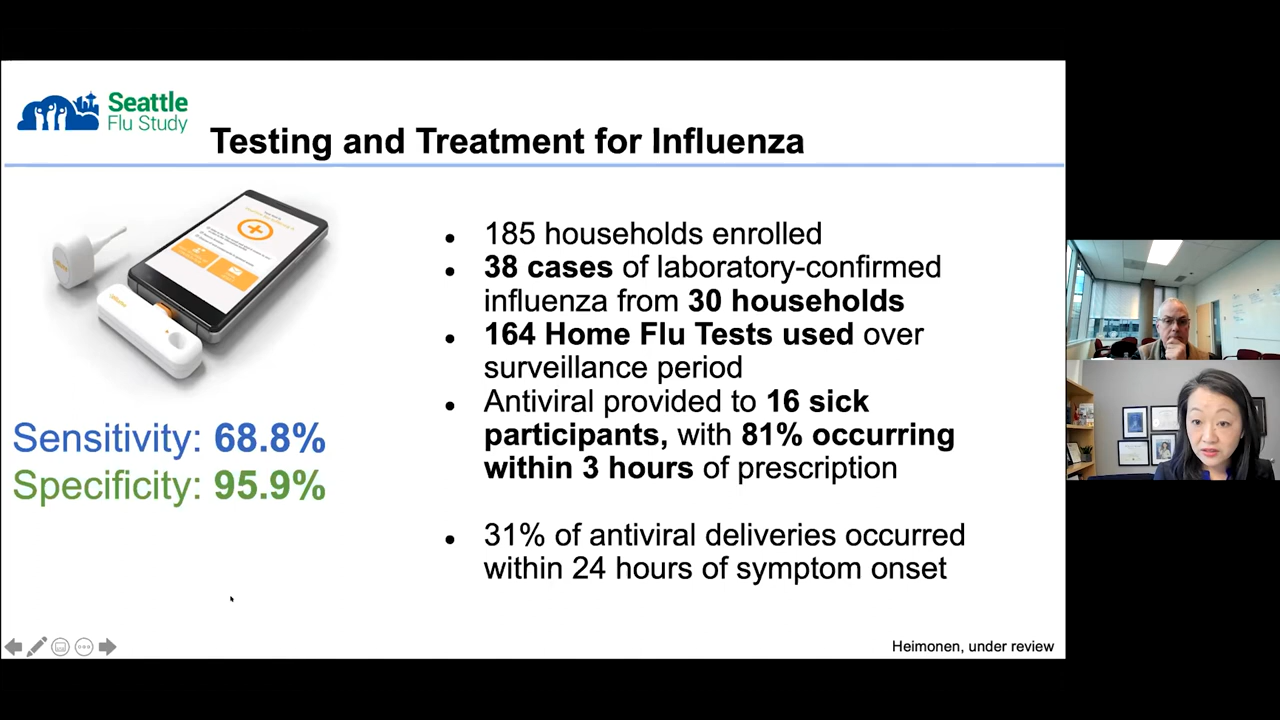 Seattle
Flu Study
Testing and Treatment for Influenza
185 households enrolled
38 cases of laboratory-confirmed
influenza from 30 households
164 Home Flu Tests used over
surveillance period
Antiviral provided to 16 sick
participants, with 81% occurring
within 3 hours of prescription
31% of antiviral deliveries occurred
within 24 hours of symptom onset
Sensitivity: 68.8%
Specificity: 95.9%
Heimonen, under review